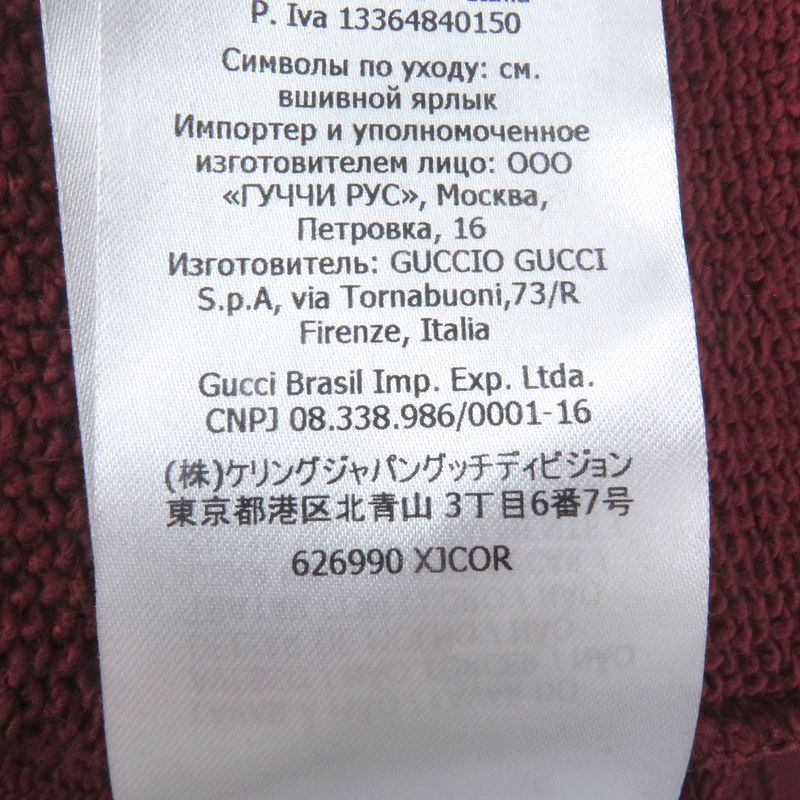 P. Iva 13364840150
Символы по уходу: см.
вшивной ярлык
Импортер и уполномоченное
изготовителем лицо: ООО
«ГУЧЧИ РУС», Москва,
Петровка, 16
Изготовитель: GUCCIO GUCCI
S.p.A, via Tornabuoni,73/R
Firenze, Italia
Gucci Brasil Imp. Exp. Ltda.
CNPJ 08.338.986/0001-16
(株)ケリングジャパングッチディビジョン
東京都港区北青山 3丁目6番7号
626990 XJCOR